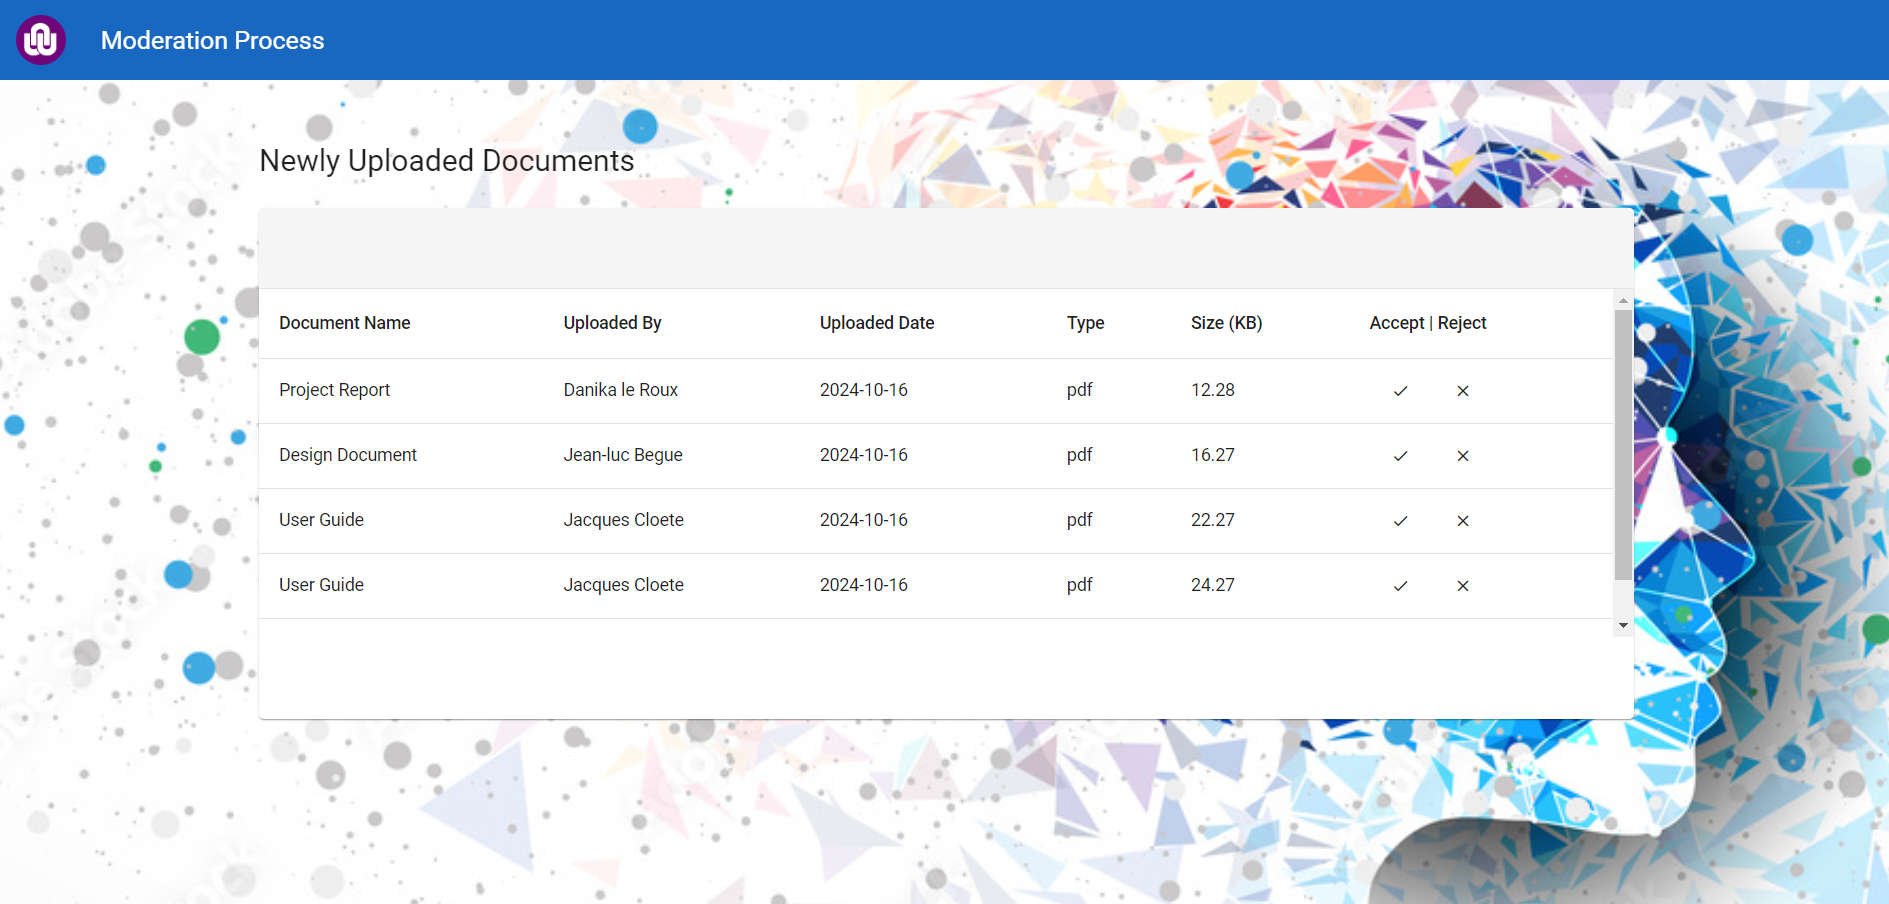 Moderation Process
Newly Uploaded Documents
Document Name Uploaded By Uploaded Date Type Size (KB) Accept | Reject
Project Report Danika le Roux 2024-10-16 pdf 12.28
Design Document Jean-luc Begue 2024-10-16 pdf 16.27
User Guide Jacques Cloete 2024-10-16 pdf 22.27
User Guide Jacques Cloete 2024-10-16 pdf 24.27